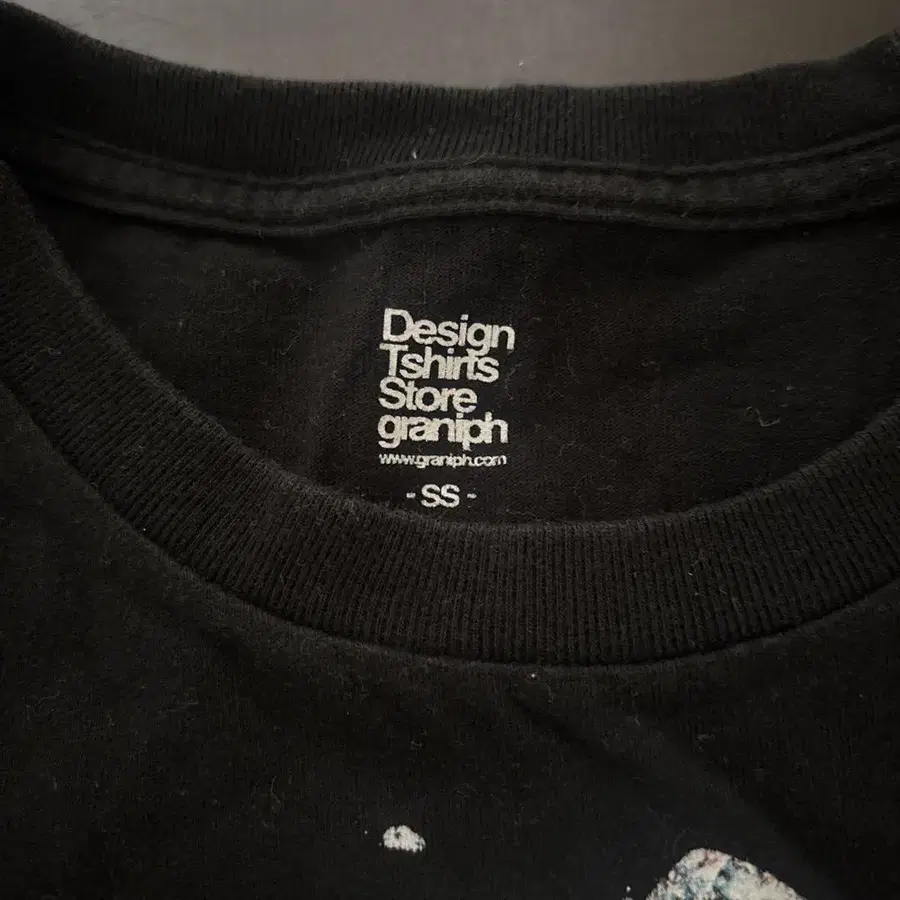 Design
Tshirts
Store
graniph
www.graniph.com
- SS -